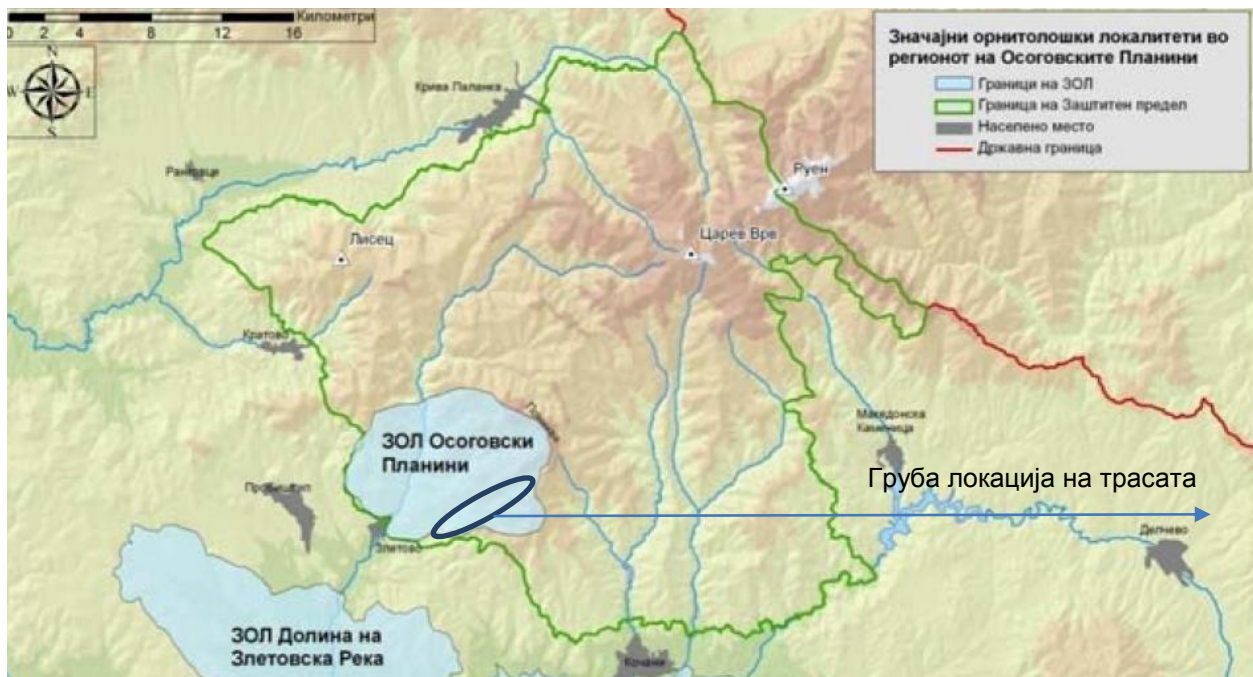 0 2 4 8 12 16 Километри
N
W E
S
Значајни орнитолошки локалитети во
регионот на Осоговските Планини
Граници на ЗОЛ
Граница на Заштитен предел
Населено место
Државна граница
Крива Паланка
Ранковце
Руен
Царев Врв
Лисец
Кратово
Македонска
Каменица
ЗОЛ Осоговски
Планини
Груба локација на трасата
Пробиштип
Злетово
Делчево
ЗОЛ Долина на
Злетовска Река
Кочани